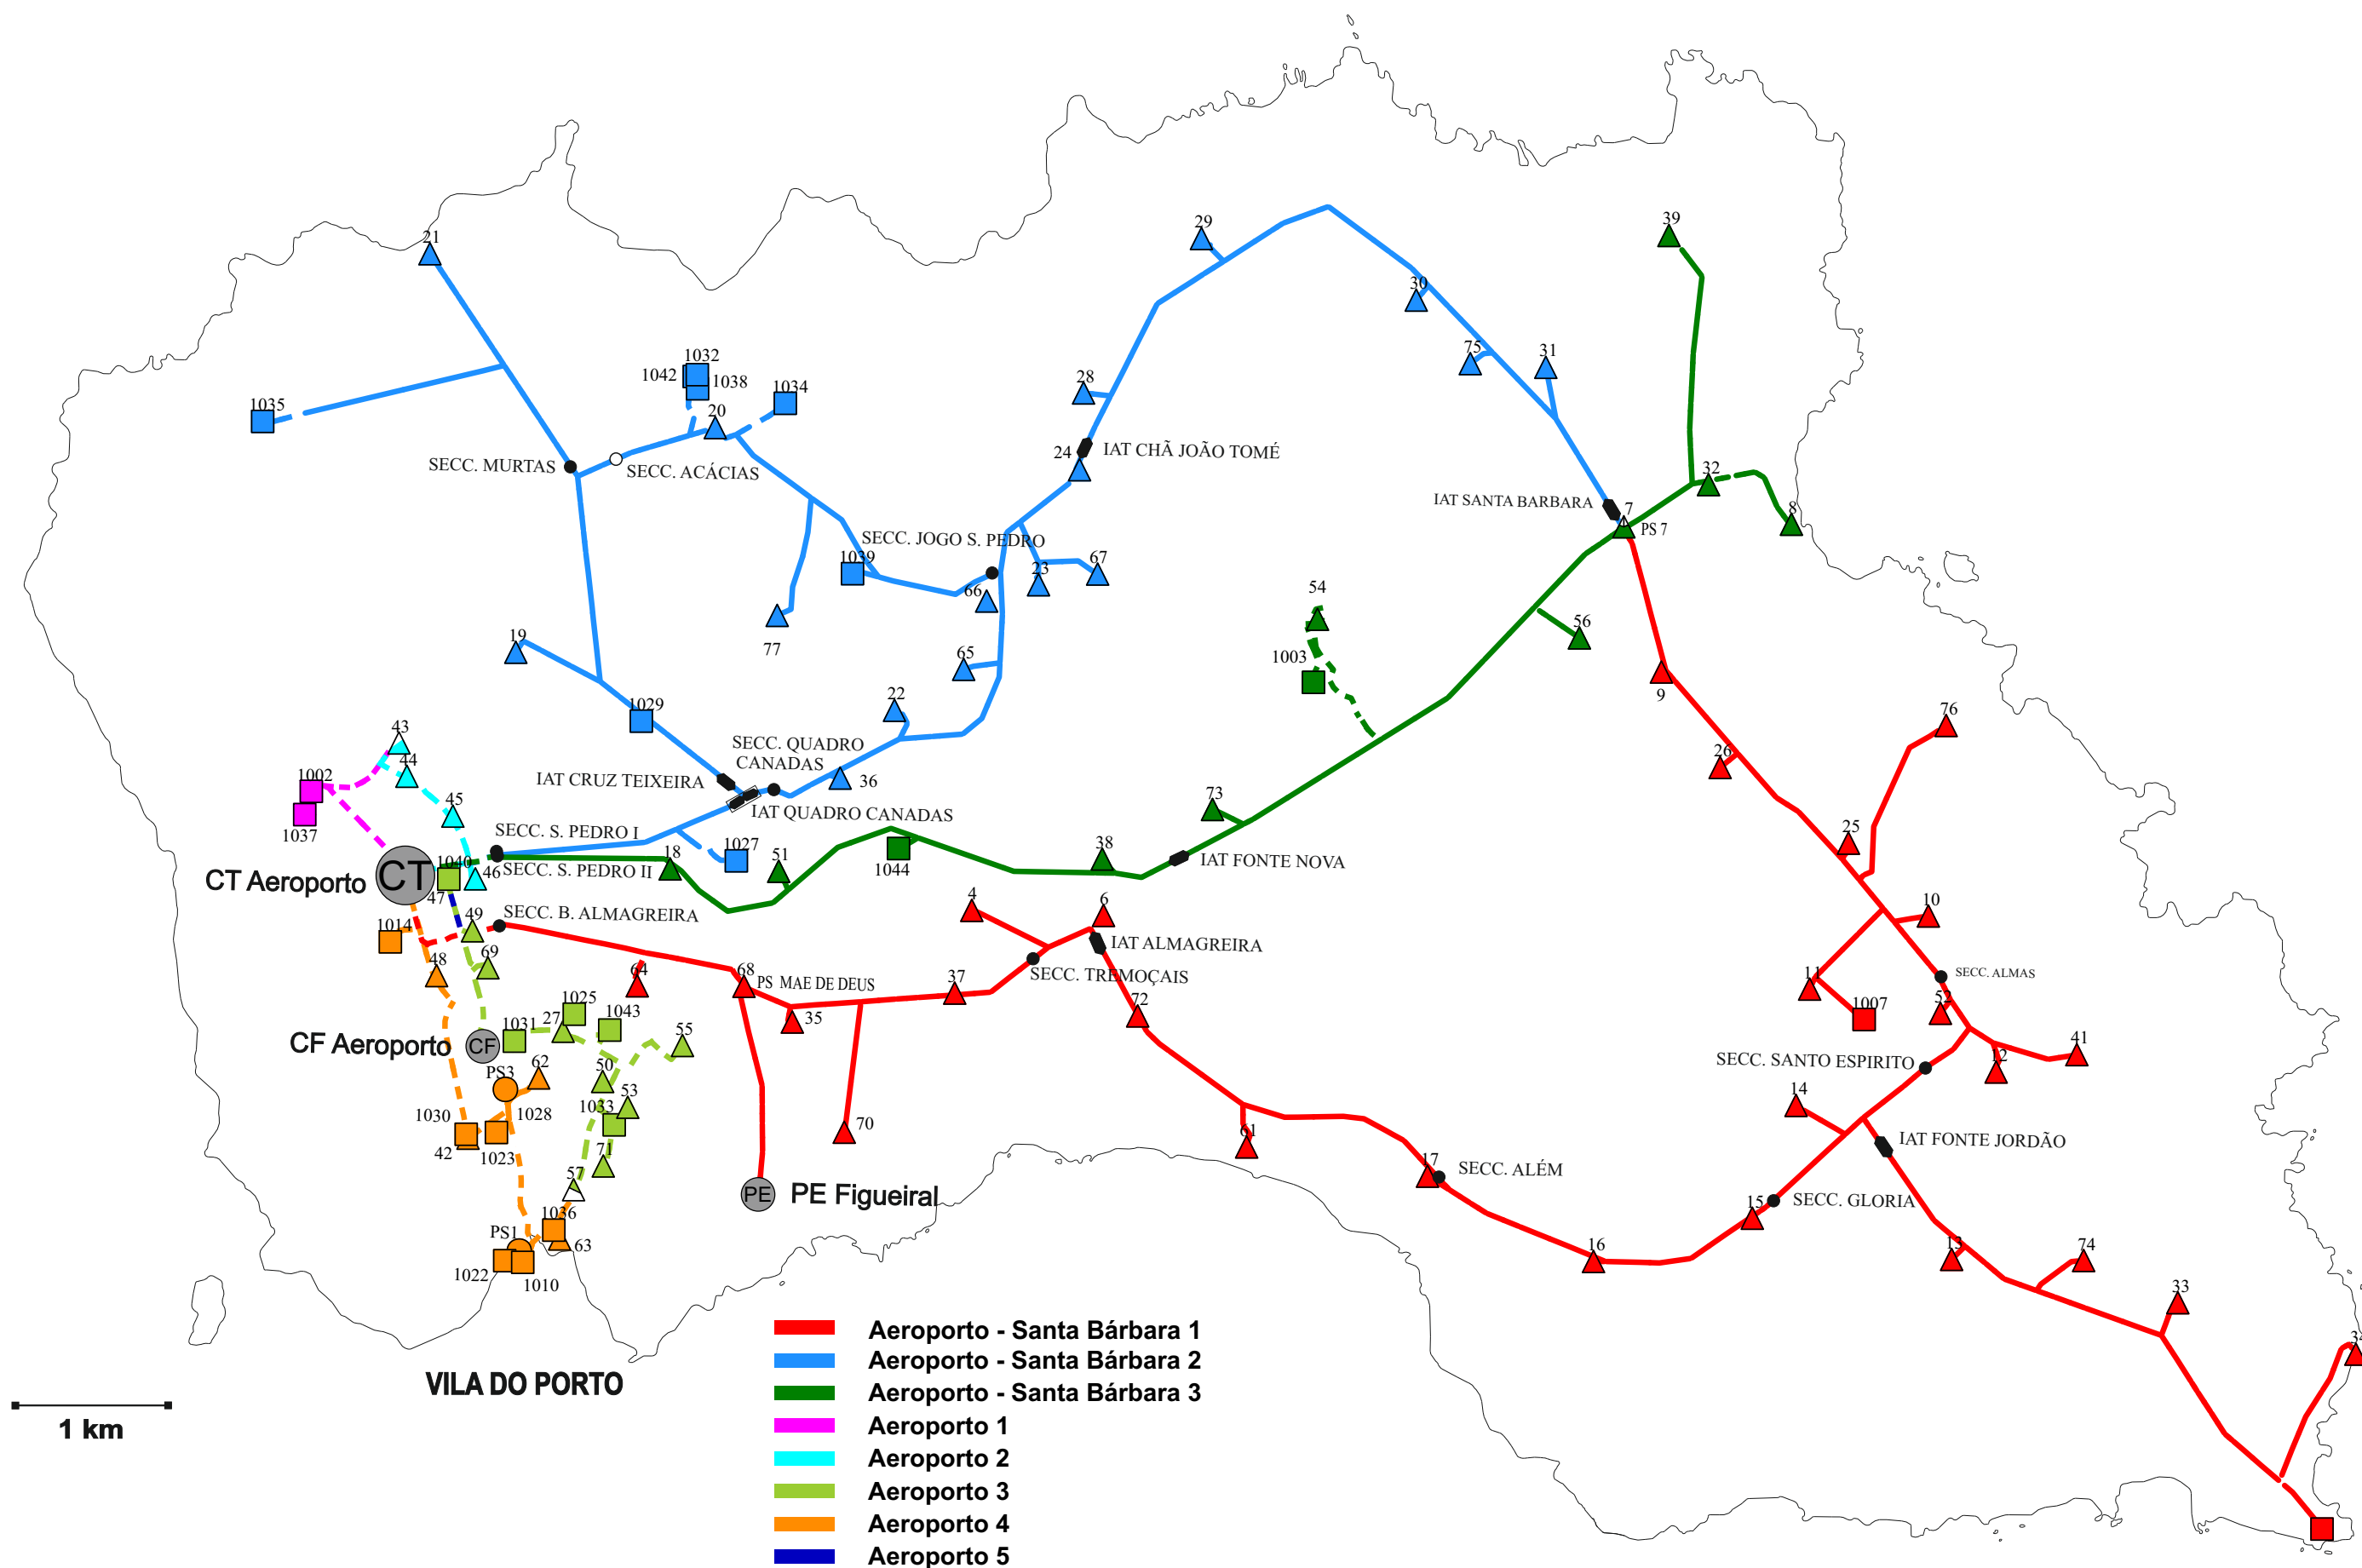 39
29
21
30
75
31
1032
1042
1038
1034
1035
28
20
24
IAT CHÃ JOÃO TOMÉ
SECC. MURTAS
SECC. ACÁCIAS
32
IAT SANTA BARBARA
7
PS 7
8
SECC. JOGO S. PEDRO
1039
23
67
66
54
56
19
77
65
1003
9
22
1029
76
43
SECC. QUADRO
CANADAS
44
26
1002
IAT CRUZ TEIXEIRA
36
45
73
IAT QUADRO CANADAS
1037
SECC. S. PEDRO I
25
1027
1040
18
51
1044
38
IAT FONTE NOVA
CT
CT Aeroporto
46
SECC. S. PEDRO II
47
4
6
10
SECC. B. ALMAGREIRA
1014
49
IAT ALMAGREIRA
69
48
64
68
PS MAE DE DEUS
37
SECC. TREMOÇAIS
11
SECC. ALMAS
72
1007
52
1025
1043
27
1031
35
55
CF Aeroporto
CF
41
12
SECC. SANTO ESPIRITO
62
PS3
50
53
14
1030
1028
1033
70
61
IAT FONTE JORDÃO
42
1023
71
17
SECC. ALÉM
57
PE
PE Figueiral
15
SECC. GLORIA
1036
PS1
63
16
13
74
1022
1010
33
34
Aeroporto - Santa Bárbara 1
Aeroporto - Santa Bárbara 2
Aeroporto - Santa Bárbara 3
Aeroporto 1
Aeroporto 2
Aeroporto 3
Aeroporto 4
Aeroporto 5
VILA DO PORTO
1 km